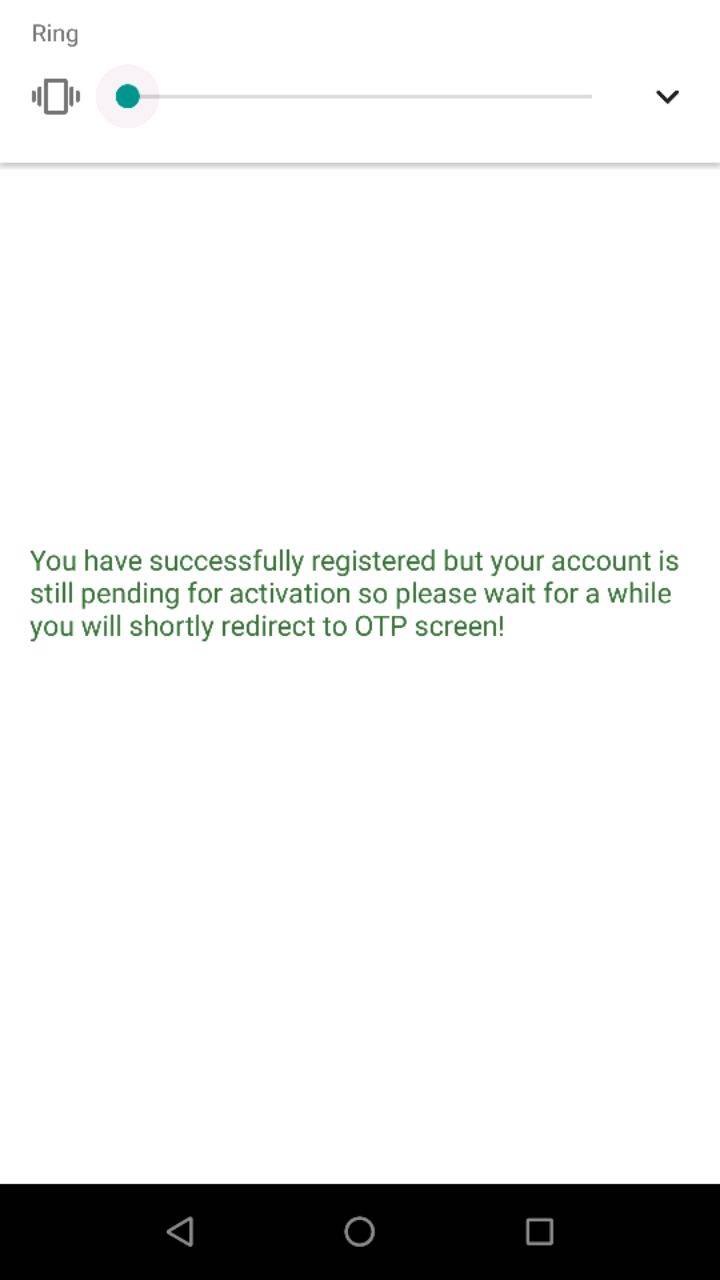 Ring
You have successfully registered but your account is
still pending for activation so please wait for a while
you will shortly redirect to OTP screen!